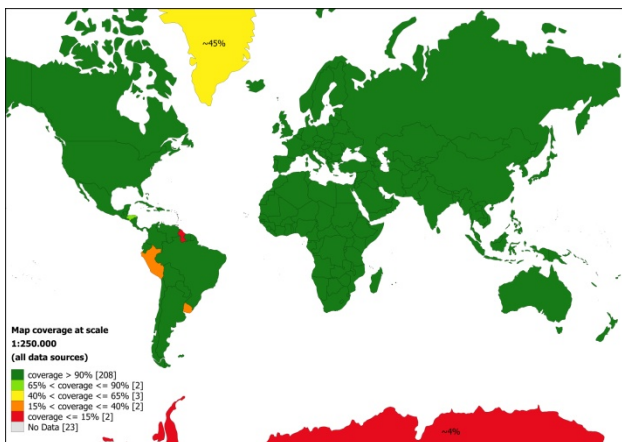 ~45%
~4%
Map coverage at scale
1:250.000
(all data sources)
coverage > 90% [208]
65% < coverage <= 90% [2]
40% < coverage <= 65% [3]
15% < coverage <= 40% [2]
coverage <= 15% [2]
No Data [23]